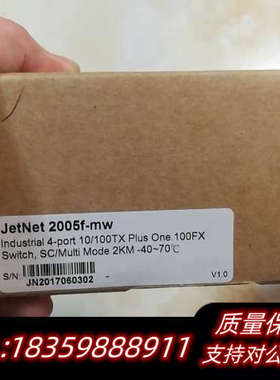 JetNet 2005f-mw
Industrial 4-port 10/100TX Plus One 100FX
Switch, SC/Multi Mode 2KM -40~70℃
S/N:
JN2017060302
V1.0
质量保
:18359888911
支持对公